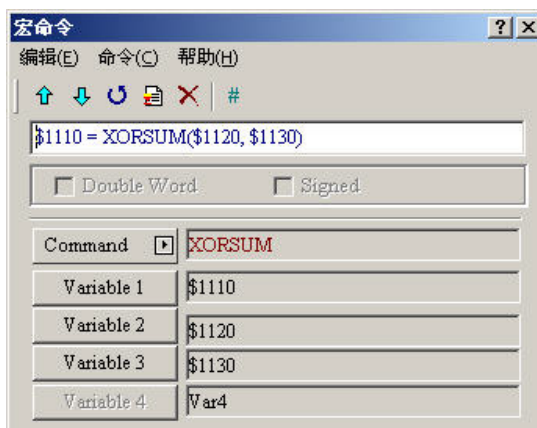 宏命令
编辑(E) 命令(C) 帮助(H)
#
$1110 = XORSUM($1120, $1130)
Double Word Signed
Command XORSUM
Variable 1 $1110
Variable 2 $1120
Variable 3 $1130
Variable 4 Var4